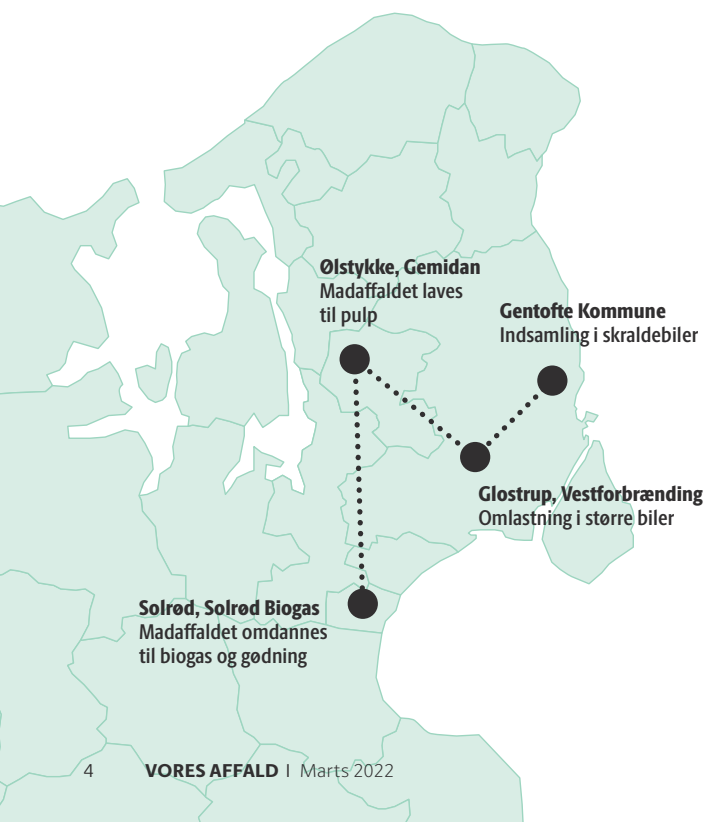 Ølstykke, Gemidan
Madaffaldet laves
til pulp
Gentofte Kommune
Indsamling i skraldebiler
Glostrup, Vestforbrænding
Omlastning i større biler
Solrød, Solrød Biogas
Madaffaldet omdannes
til biogas og gødning
4 VORES AFFALD I Marts 2022